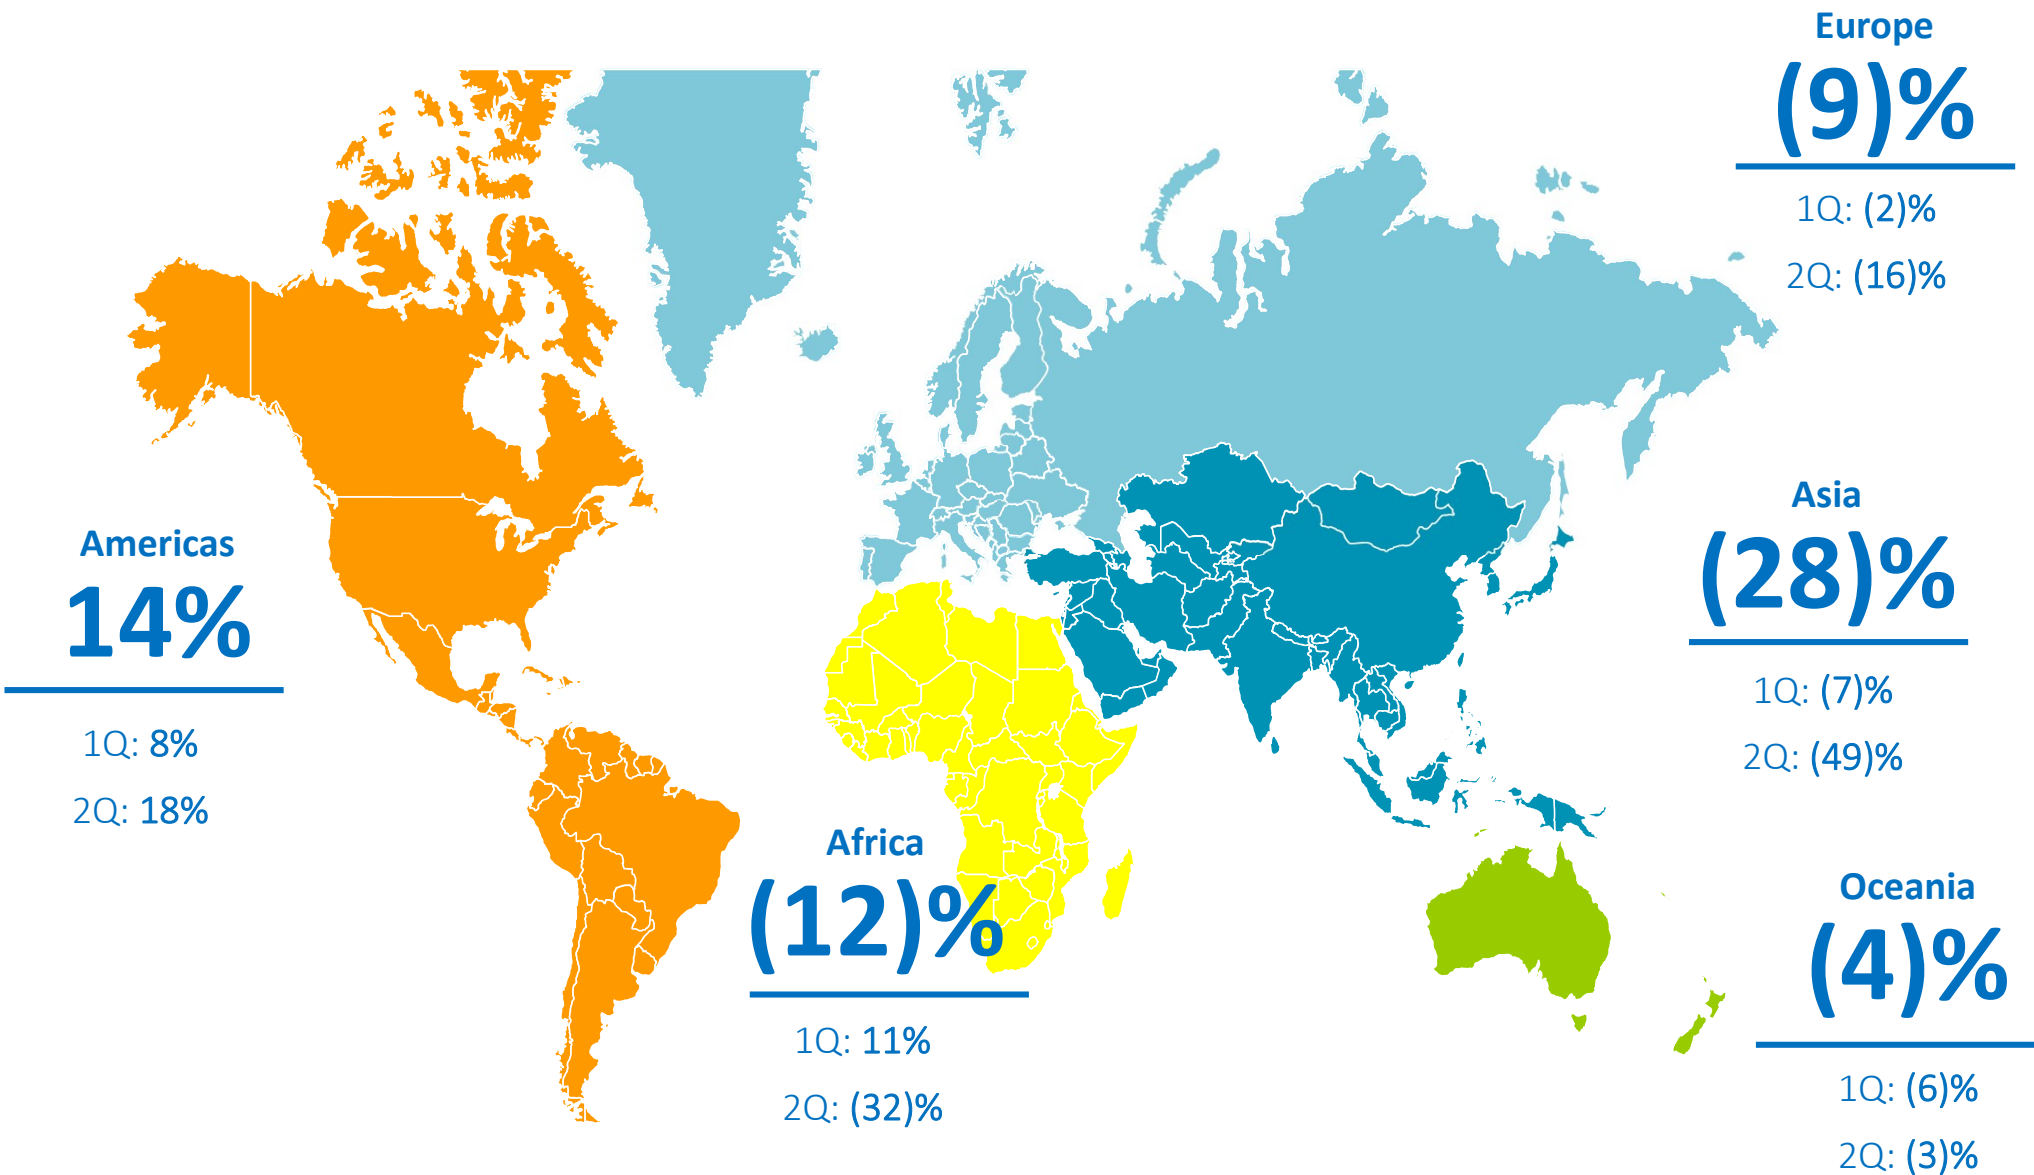 Europe
(9)%
1Q: (2)%
2Q: (16)%
Asia
(28)%
1Q: (7)%
2Q: (49)%
Americas
14%
1Q: 8%
2Q: 18%
Africa
(12)%
1Q: 11%
2Q: (32)%
Oceania
(4)%
1Q: (6)%
2Q: (3)%